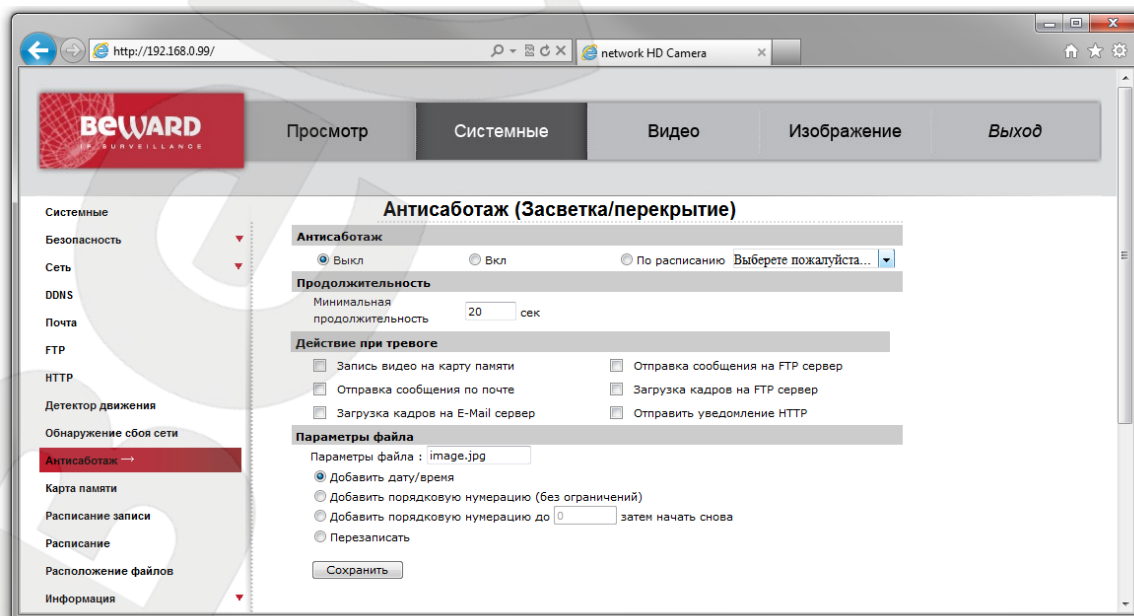 http://192.168.0.99/
network HD Camera
BEWARD
IP SURVEILLANCE
Просмотр
Системные
Видео
Изображение
Выход
Системные
Безопасность
Сеть
DDNS
Почта
FTP
HTTP
Детектор движения
Обнаружение сбоя сети
Антисаботаж →
Карта памяти
Расписание записи
Расписание
Расположение файлов
Информация
Антисаботаж (Засветка/перекрытие)
Антисаботаж
Выкл
Вкл
По расписанию Выберете пожалуйста...
Продолжительность
Минимальная
продолжительность 20 сек
Действие при тревоге
Запись видео на карту памяти
Отправка сообщения на FTP сервер
Отправка сообщения по почте
Загрузка кадров на FTP сервер
Загрузка кадров на E-Mail сервер
Отправить уведомление HTTP
Параметры файла
Параметры файла : image.jpg
Добавить дату/время
Добавить порядковую нумерацию (без ограничений)
Добавить порядковую нумерацию до 0 затем начать снова
Перезаписать
Сохранить